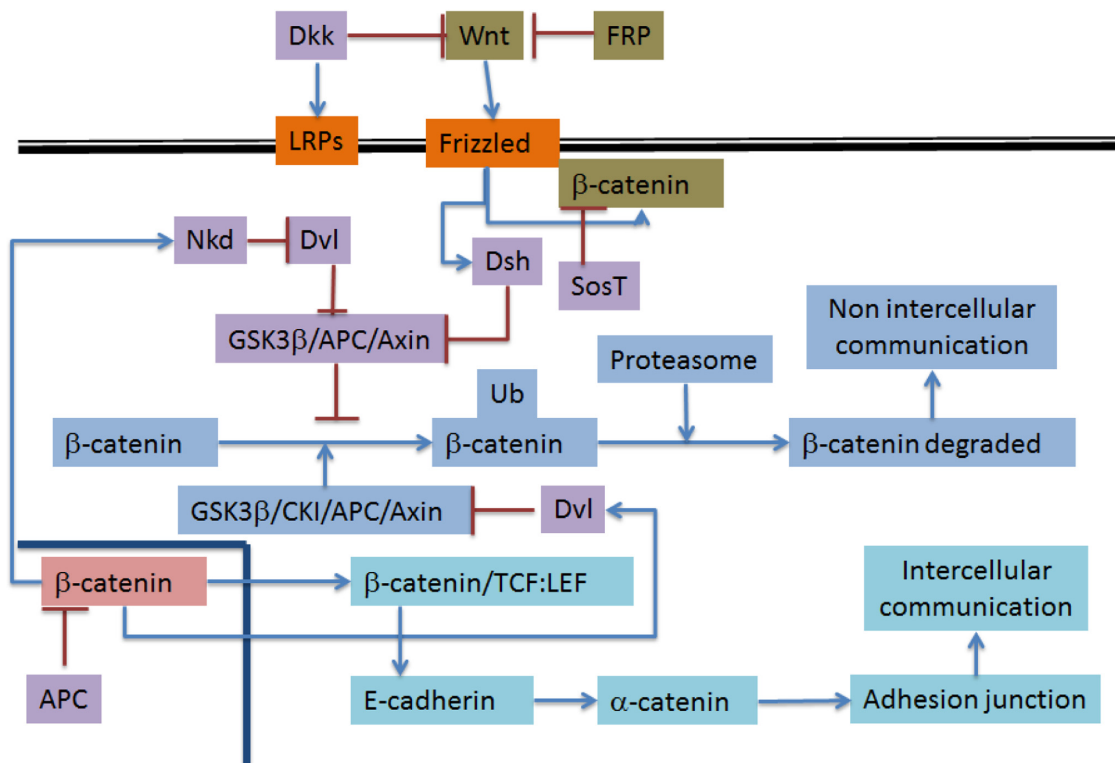 Dkk
Wnt
FRP
LRPs
Frizzled
β-catenin
Nkd
Dvl
Dsh
SosT
GSK3β/APC/Axin
Non intercellular
communication
Proteasome
Ub
β-catenin
β-catenin
β-catenin degraded
GSK3β/CKI/APC/Axin
Dvl
β-catenin
β-catenin/TCF:LEF
Intercellular
communication
APC
E-cadherin
α-catenin
Adhesion junction